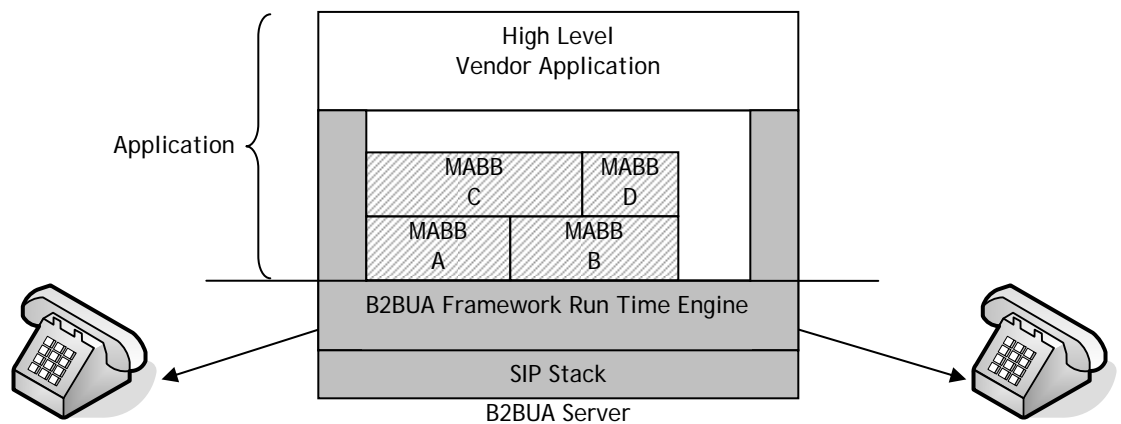 High Level
Vendor Application
Application
MABB
C
MABB
D
MABB
A
MABB
B
B2BUA Framework Run Time Engine
SIP Stack
B2BUA Server